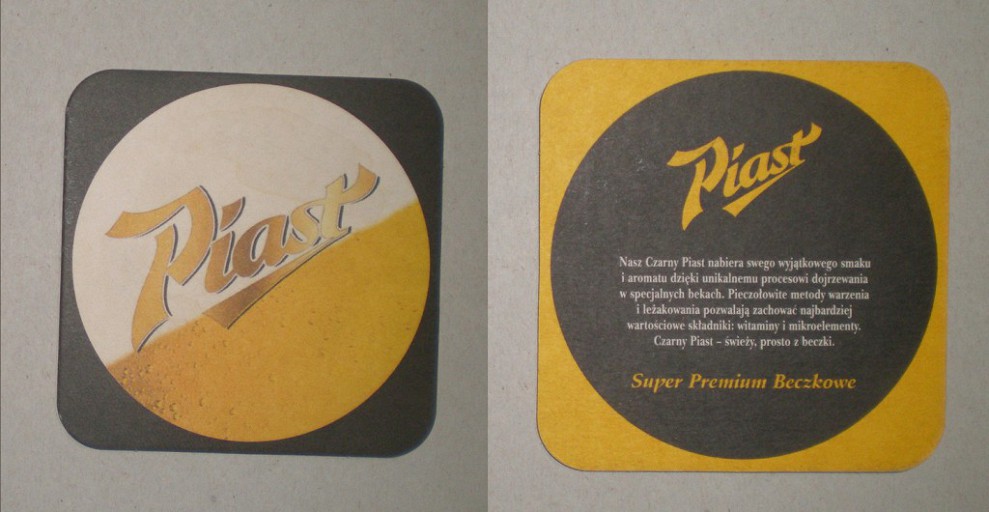 Piast
Piast
Nasz Czarny Piast nabiera swego wyjątkowego smaku
i aromatu dzięki unikalnemu procesowi dojrzewania
w specjalnych bekach. Pieczołowite metody warzenia
i leżakowania pozwalają zachować najbardziej
wartościowe składniki: witaminy i mikroelementy.
Czarny Piast – świeży, prosto z beczki.
Super Premium Beczkowe